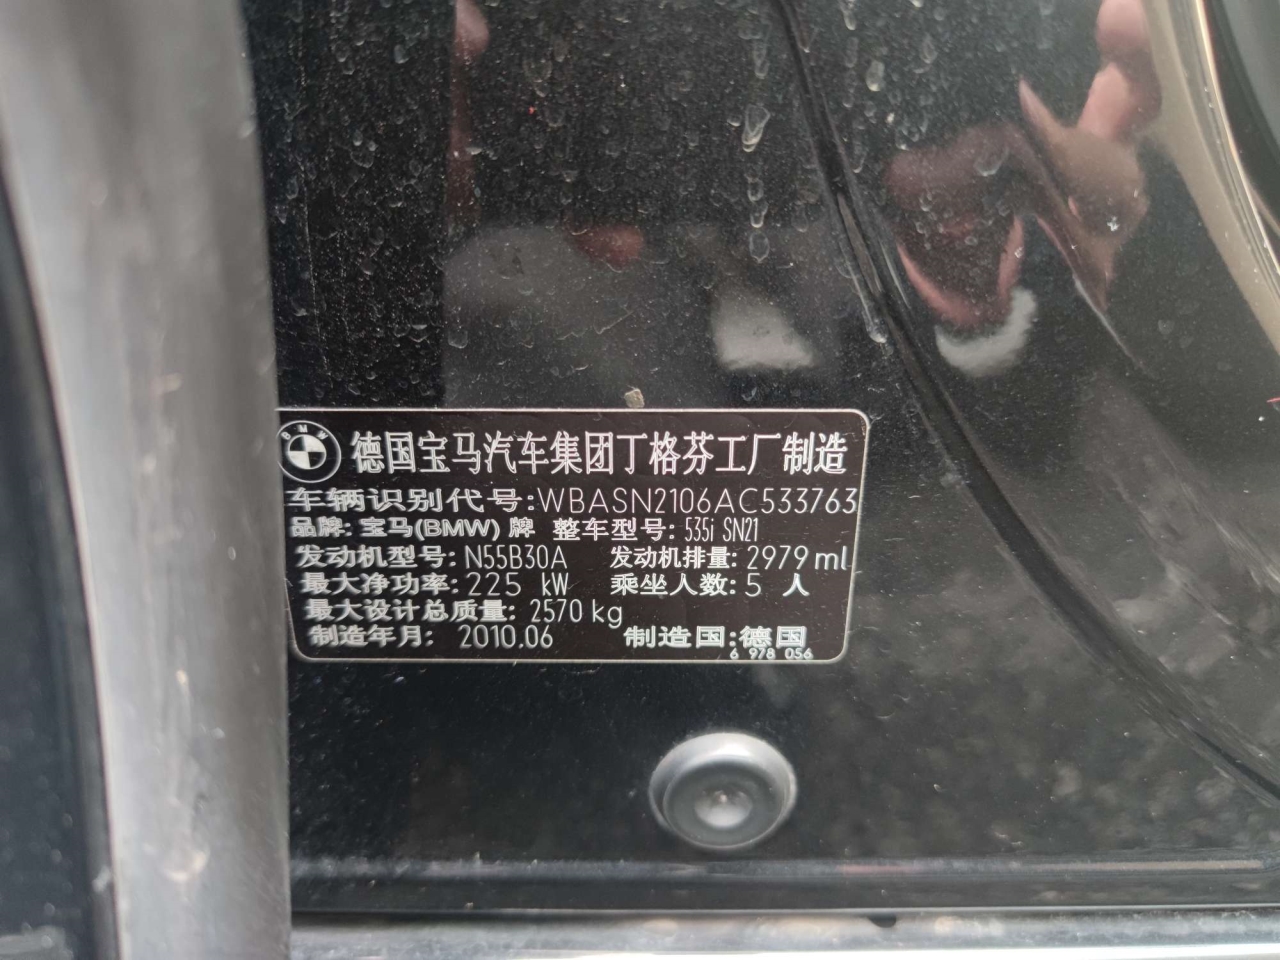 BMW
德国宝马汽车集团丁格芬工厂制造
车辆识别代号:WBASN2106AC533763
品牌: 宝马(BMW) 牌 整车型号: 535i SN21
发动机型号: N55B30A 发动机排量: 2979 ml
最大净功率: 225 kW 乘坐人数: 5 人
最大设计总质量: 2570 kg
制造年月: 2010.06 制造国:德国
6 978 056